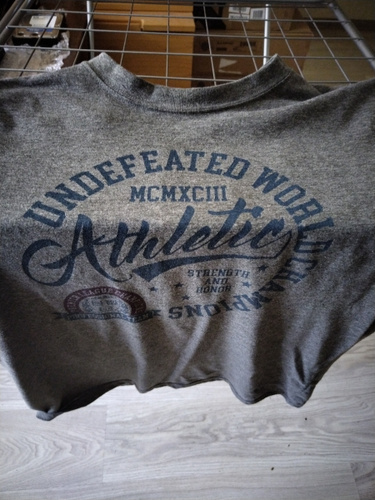 UNDEFEATED WORLD CHAMPIONS
MCMXCIII
Athletic
STRENGTH
AND
HONOR